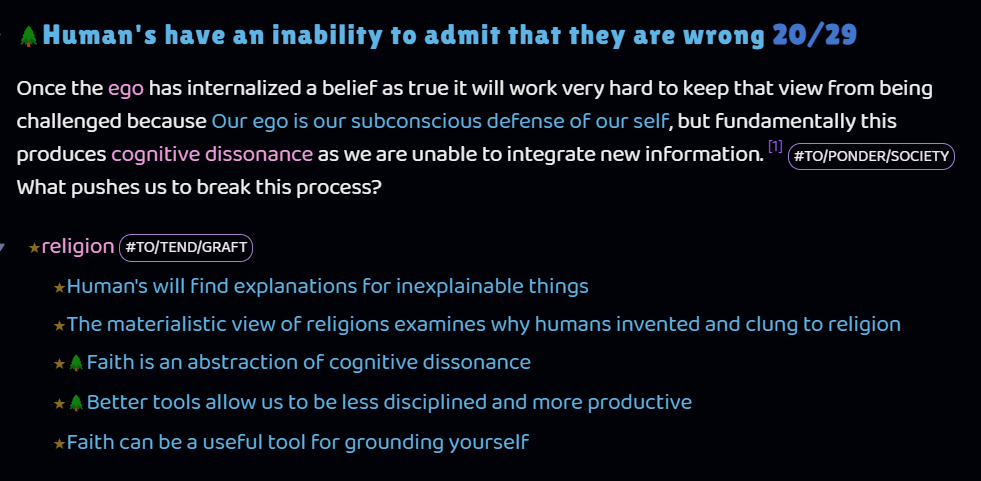 Human's have an inability to admit that they are wrong 20/29
Once the ego has internalized a belief as true it will work very hard to keep that view from being
challenged because Our ego is our subconscious defense of our self, but fundamentally this
produces cognitive dissonance as we are unable to integrate new information. [1] #TO/PONDER/SOCIETY
What pushes us to break this process?
religion #TO/TEND/GRAFT
Human's will find explanations for inexplainable things
The materialistic view of religions examines why humans invented and clung to religion
Faith is an abstraction of cognitive dissonance
Better tools allow us to be less disciplined and more productive
Faith can be a useful tool for grounding yourself